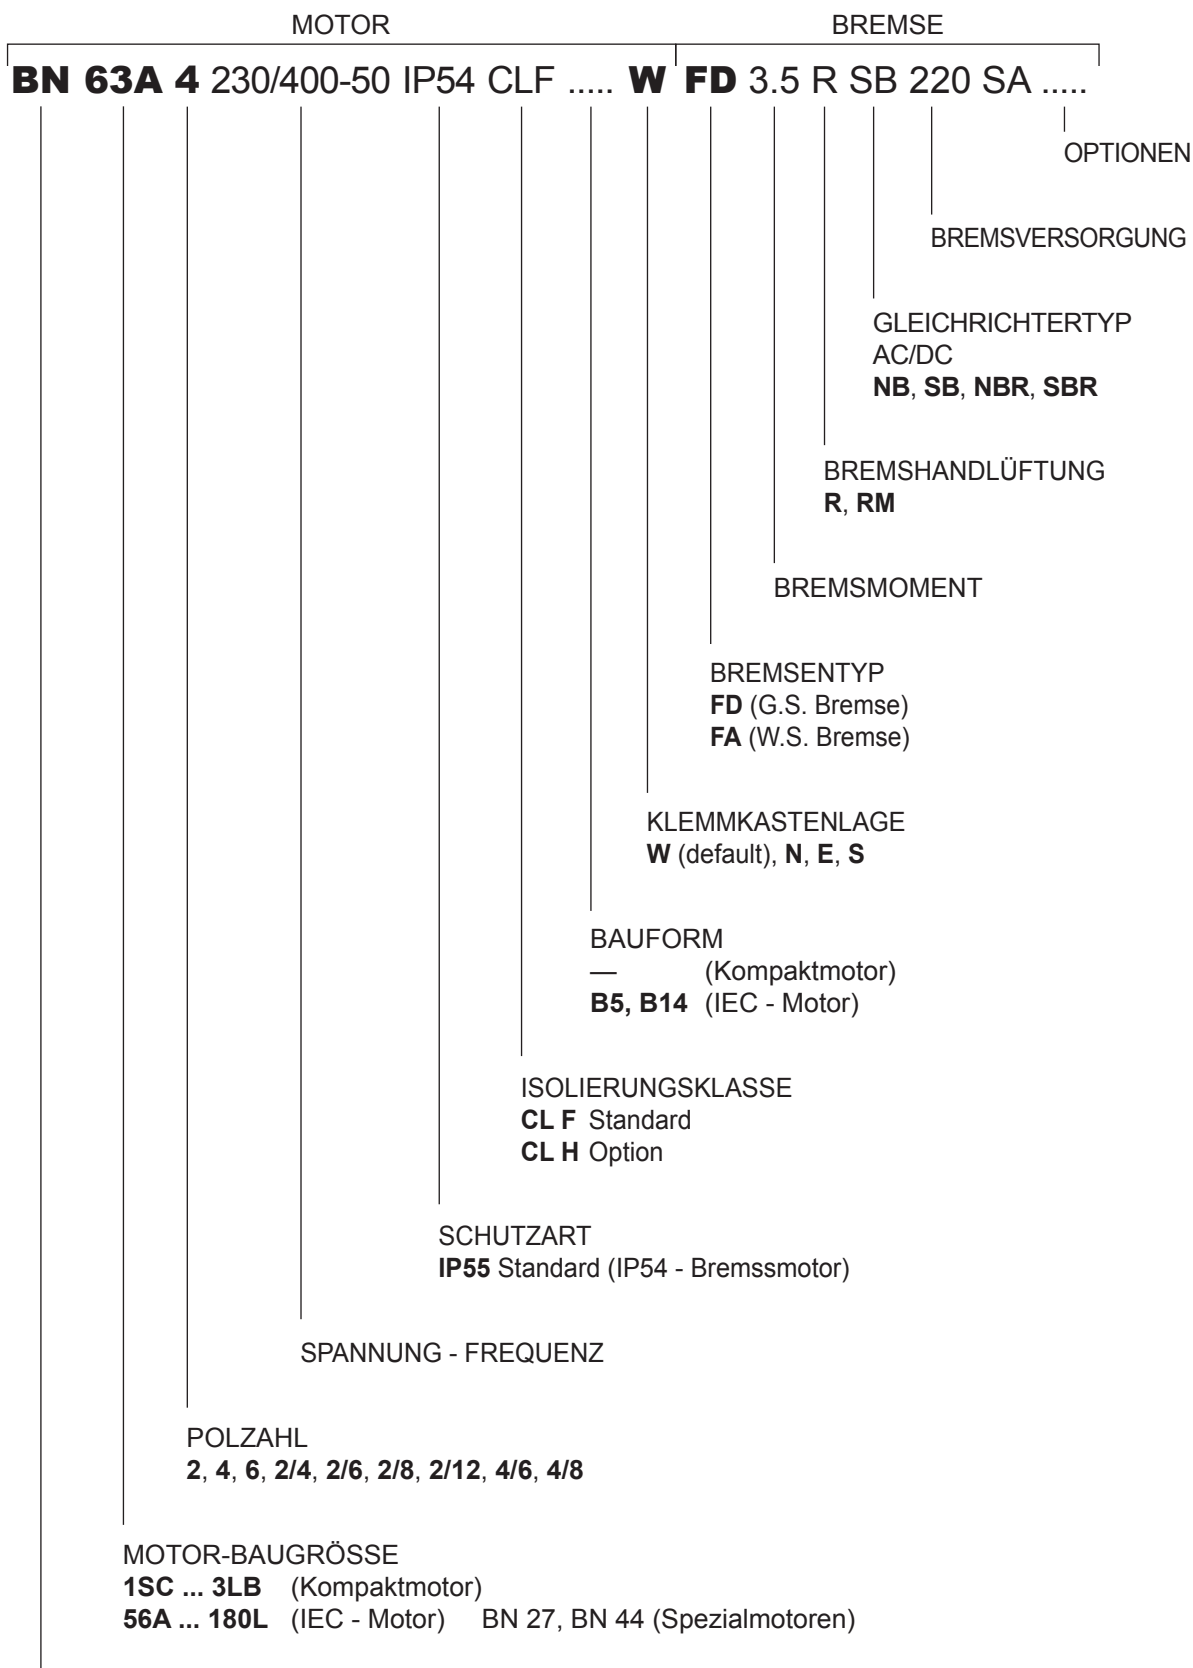 MOTOR BREMSE
BN 63A 4 230/400-50 IP54 CLF ..... W FD 3.5 R SB 220 SA .....
OPTIONEN
BREMSVERSORGUNG
GLEICHRICHTERTYP
AC/DC
NB, SB, NBR, SBR
BREMSHANDLÜFTUNG
R, RM
BREMSMOMENT
BREMSENTYP
FD (G.S. Bremse)
FA (W.S. Bremse)
KLEMMKASTENLAGE
W (default), N, E, S
BAUFORM
— (Kompaktmotor)
B5, B14 (IEC - Motor)
ISOLIERUNGSKLASSE
CL F Standard
CL H Option
SCHUTZART
IP55 Standard (IP54 - Bremssmotor)
SPANNUNG - FREQUENZ
POLZAHL
2, 4, 6, 2/4, 2/6, 2/8, 2/12, 4/6, 4/8
MOTOR-BAUGRÖSSE
1SC ... 3LB (Kompaktmotor)
56A ... 180L (IEC - Motor) BN 27, BN 44 (Spezialmotoren)